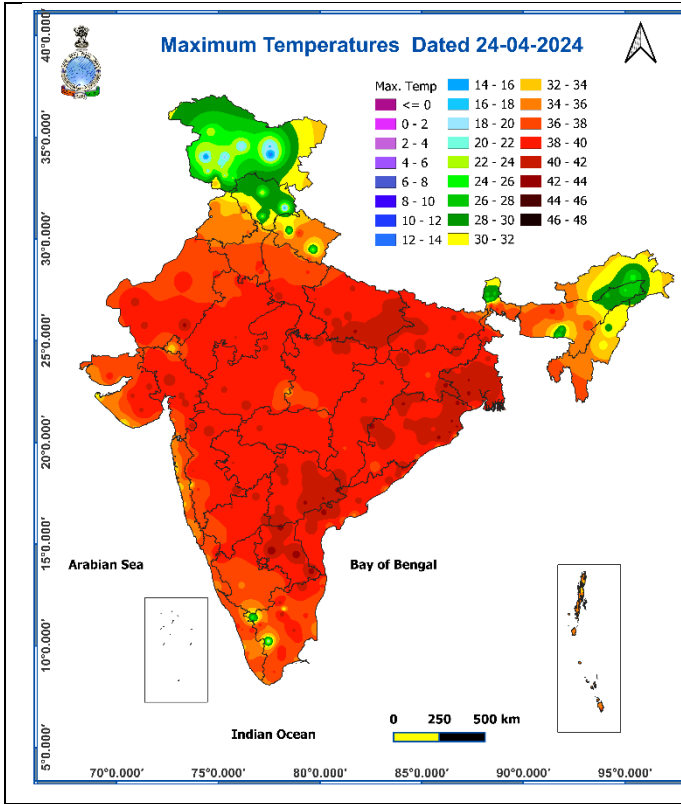 Maximum Temperatures Dated 24-04-2024
Max. Temp
<= 0
0 - 2
2 - 4
4 - 6
6 - 8
8 - 10
10 - 12
12 - 14
14 - 16
16 - 18
18 - 20
20 - 22
22 - 24
24 - 26
26 - 28
28 - 30
30 - 32
32 - 34
34 - 36
36 - 38
38 - 40
40 - 42
42 - 44
44 - 46
46 - 48
40°0.000'
35°0.000'
30°0.000'
25°0.000'
20°0.000'
15°0.000'
10°0.000'
5°0.000'
Arabian Sea
Bay of Bengal
Indian Ocean
0 250 500 km
70°0.000' 75°0.000' 80°0.000' 85°0.000' 90°0.000' 95°0.000'